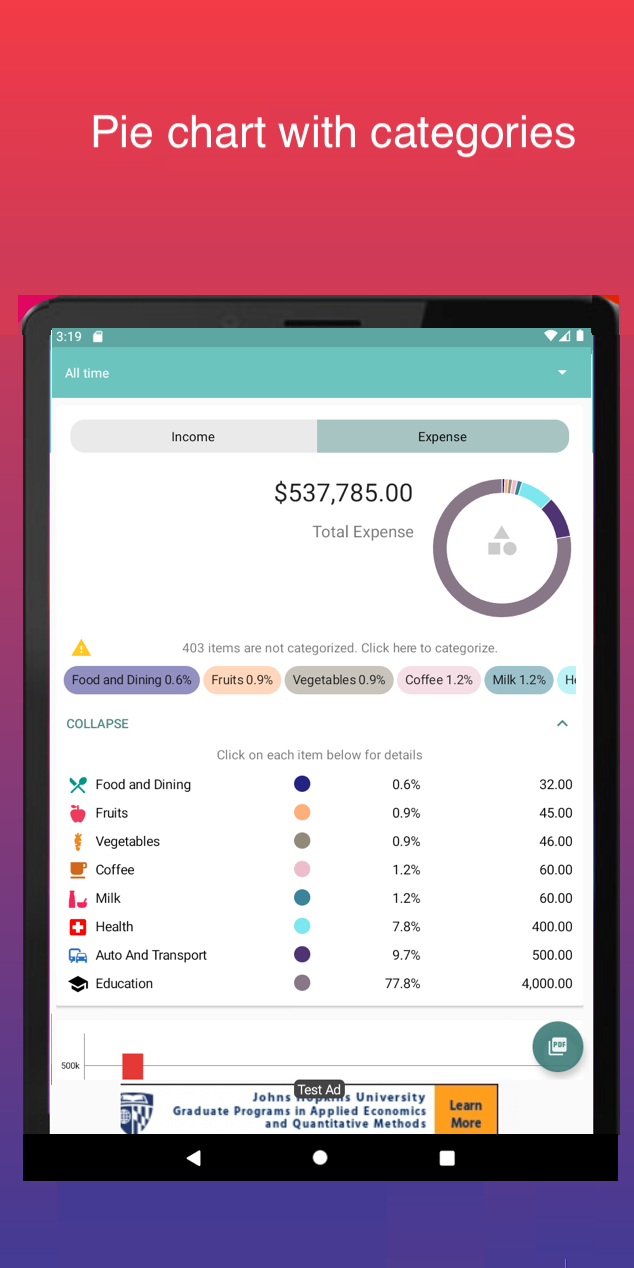 Pie chart with categories
3:19
All time
Income Expense
$537,785.00
Total Expense
403 items are not categorized. Click here to categorize.
Food and Dining 0.6% Fruits 0.9% Vegetables 0.9% Coffee 1.2% Milk 1.2%
COLLAPSE
Click on each item below for details
Food and Dining 0.6% 32.00
Fruits 0.9% 45.00
Vegetables 0.9% 46.00
Coffee 1.2% 60.00
Milk 1.2% 60.00
Health 7.8% 400.00
Auto And Transport 9.7% 500.00
Education 77.8% 4,000.00
PDF
500k
Test Ad
Johns Hopkins University
Graduate Programs in Applied Economics
and Quantitative Methods
Learn
More